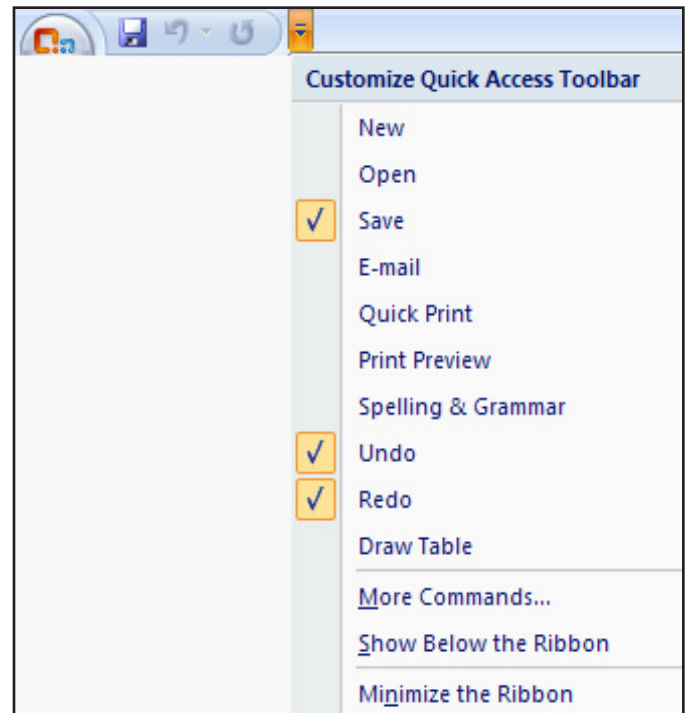 Customize Quick Access Toolbar
New
Open
Save
E-mail
Quick Print
Print Preview
Spelling & Grammar
Undo
Redo
Draw Table
More Commands...
Show Below the Ribbon
Minimize the Ribbon